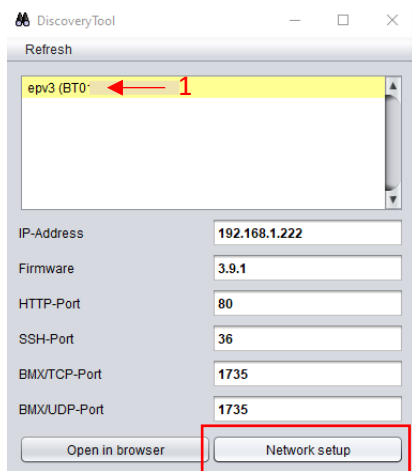 DiscoveryTool
Refresh
epv3 (BT0
1
IP-Address 192.168.1.222
Firmware 3.9.1
HTTP-Port 80
SSH-Port 36
BMX/TCP-Port 1735
BMX/UDP-Port 1735
Open in browser Network setup